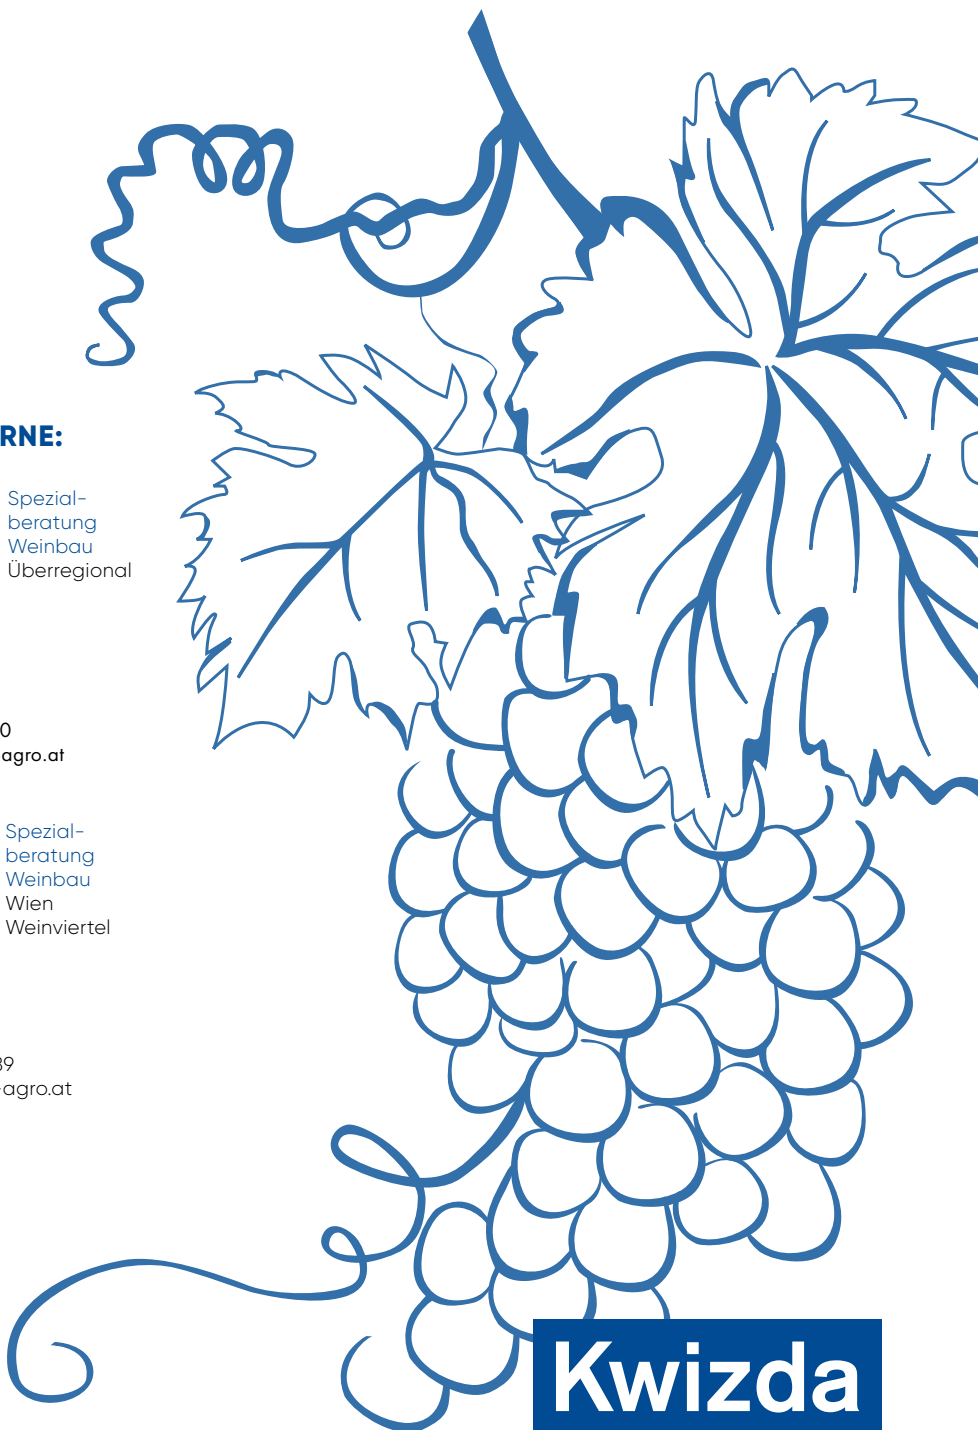 RNE:
Spezial-
beratung
Weinbau
Überregional
0
agro.at
Spezial-
beratung
Weinbau
Wien
Weinviertel
39
-agro.at
Kwizda